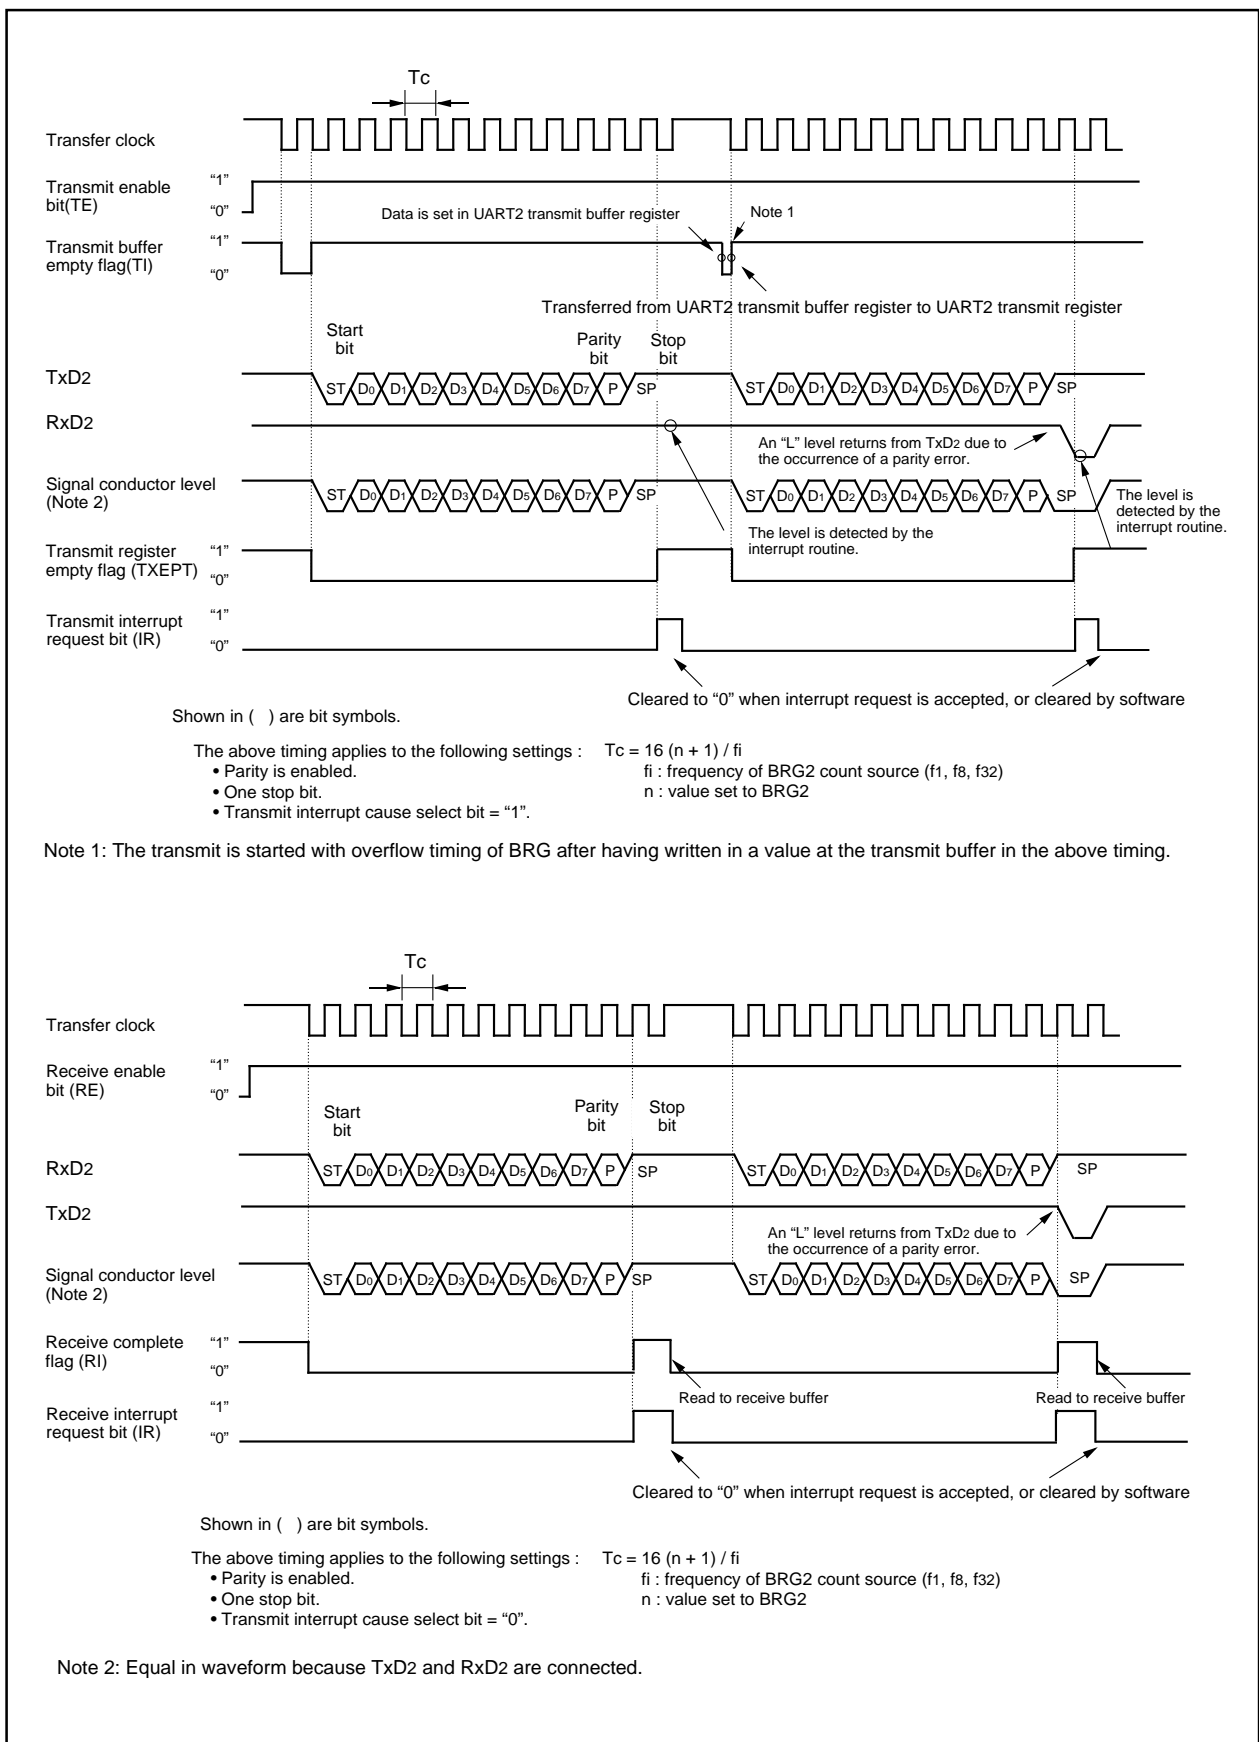 Tc
Transfer clock
Transmit enable
bit(TE)
“1”
“0”
Data is set in UART2 transmit buffer register
Note 1
Transmit buffer
empty flag(TI)
“1”
“0”
Transferred from UART2 transmit buffer register to UART2 transmit register
Start
bit
Parity
bit
Stop
bit
TxD2
ST D0 D1 D2 D3 D4 D5 D6 D7 P SP
ST D0 D1 D2 D3 D4 D5 D6 D7 P SP
RxD2
An “L” level returns from TxD2 due to
the occurrence of a parity error.
Signal conductor level
(Note 2)
ST D0 D1 D2 D3 D4 D5 D6 D7 P SP
ST D0 D1 D2 D3 D4 D5 D6 D7 P SP
The level is
detected by the
interrupt routine.
The level is detected by the
interrupt routine.
Transmit register
empty flag (TXEPT)
“1”
“0”
Transmit interrupt
request bit (IR)
“1”
“0”
Cleared to “0” when interrupt request is accepted, or cleared by software
Shown in ( ) are bit symbols.
The above timing applies to the following settings :
• Parity is enabled.
• One stop bit.
• Transmit interrupt cause select bit = “1”.
Tc = 16 (n + 1) / fi
fi : frequency of BRG2 count source (f1, f8, f32)
n : value set to BRG2
Note 1: The transmit is started with overflow timing of BRG after having written in a value at the transmit buffer in the above timing.
Tc
Transfer clock
Receive enable
bit (RE)
“1”
“0”
Start
bit
Parity
bit
Stop
bit
RxD2
ST D0 D1 D2 D3 D4 D5 D6 D7 P SP
ST D0 D1 D2 D3 D4 D5 D6 D7 P SP
TxD2
An “L” level returns from TxD2 due to
the occurrence of a parity error.
Signal conductor level
(Note 2)
ST D0 D1 D2 D3 D4 D5 D6 D7 P SP
ST D0 D1 D2 D3 D4 D5 D6 D7 P SP
Receive complete
flag (RI)
“1”
“0”
Read to receive buffer
Read to receive buffer
Receive interrupt
request bit (IR)
“1”
“0”
Cleared to “0” when interrupt request is accepted, or cleared by software
Shown in ( ) are bit symbols.
The above timing applies to the following settings :
• Parity is enabled.
• One stop bit.
• Transmit interrupt cause select bit = “0”.
Tc = 16 (n + 1) / fi
fi : frequency of BRG2 count source (f1, f8, f32)
n : value set to BRG2
Note 2: Equal in waveform because TxD2 and RxD2 are connected.